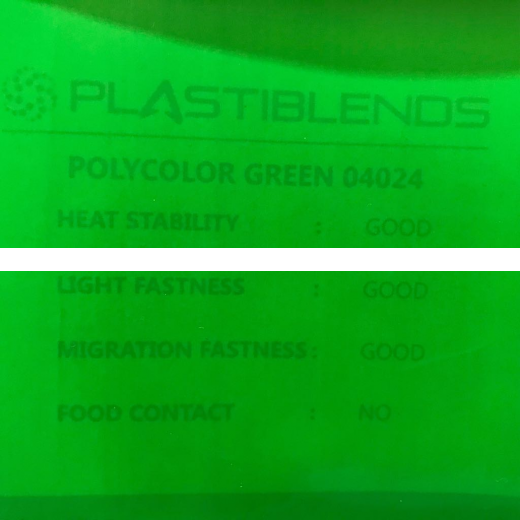 PLASTIBLENDS
POLYCOLOR GREEN 04024
HEAT STABILITY : GOOD
LIGHT FASTNESS : GOOD
MIGRATION FASTNESS : GOOD
FOOD CONTACT : NO